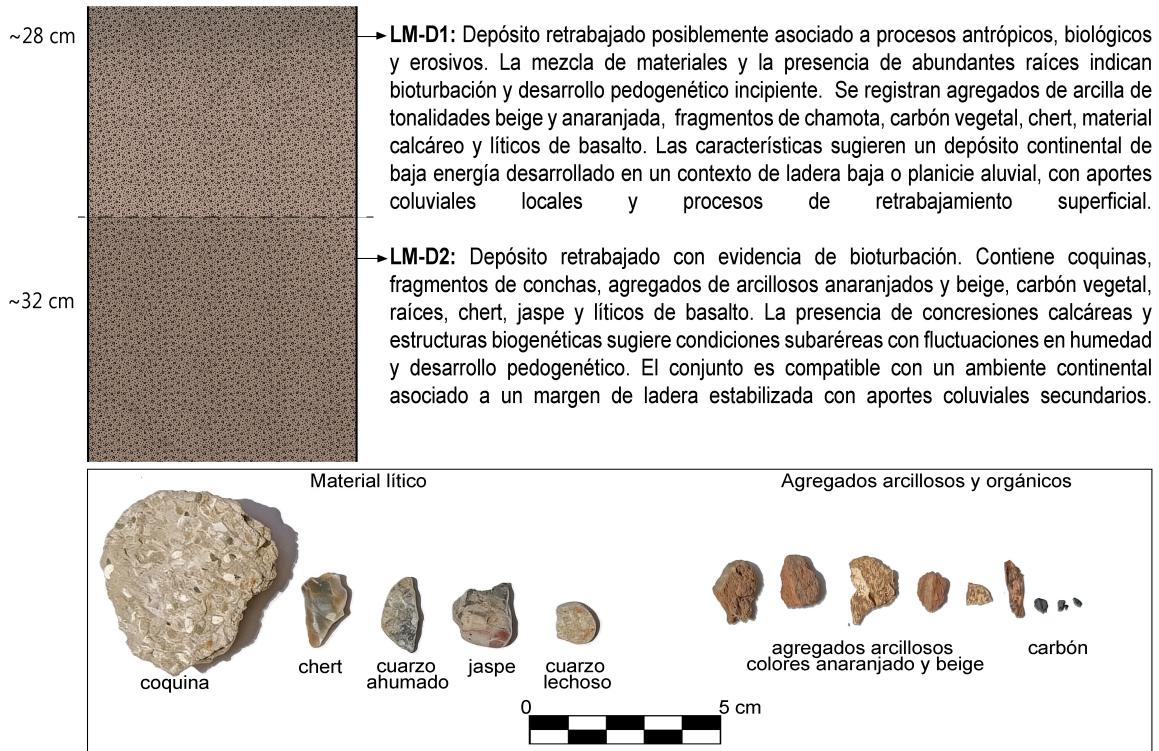 ~28 cm
LM-D1: Depósito retrabajado posiblemente asociado a procesos antrópicos, biológicos
y erosivos. La mezcla de materiales y la presencia de abundantes raíces indican
bioturbación y desarrollo pedogenético incipiente. Se registran agregados de arcilla de
tonalidades beige y anaranjada, fragmentos de chamota, carbón vegetal, chert, material
calcáreo y líticos de basalto. Las características sugieren un depósito continental de
baja energía desarrollado en un contexto de ladera baja o planicie aluvial, con aportes
coluviales locales y procesos de retrabajamiento superficial.
~32 cm
LM-D2: Depósito retrabajado con evidencia de bioturbación. Contiene coquinas,
fragmentos de conchas, agregados de arcillosos anaranjados y beige, carbón vegetal,
raíces, chert, jaspe y líticos de basalto. La presencia de concresiones calcáreas y
estructuras biogenéticas sugiere condiciones subaréreas con fluctuaciones en humedad
y desarrollo pedogenético. El conjunto es compatible con un ambiente continental
asociado a un margen de ladera estabilizada con aportes coluviales secundarios.
Material lítico
coquina
chert
cuarzo
ahumado
jaspe
cuarzo
lechoso
Agregados arcillosos y orgánicos
agregados arcillosos
colores anaranjado y beige
carbón
0 5 cm